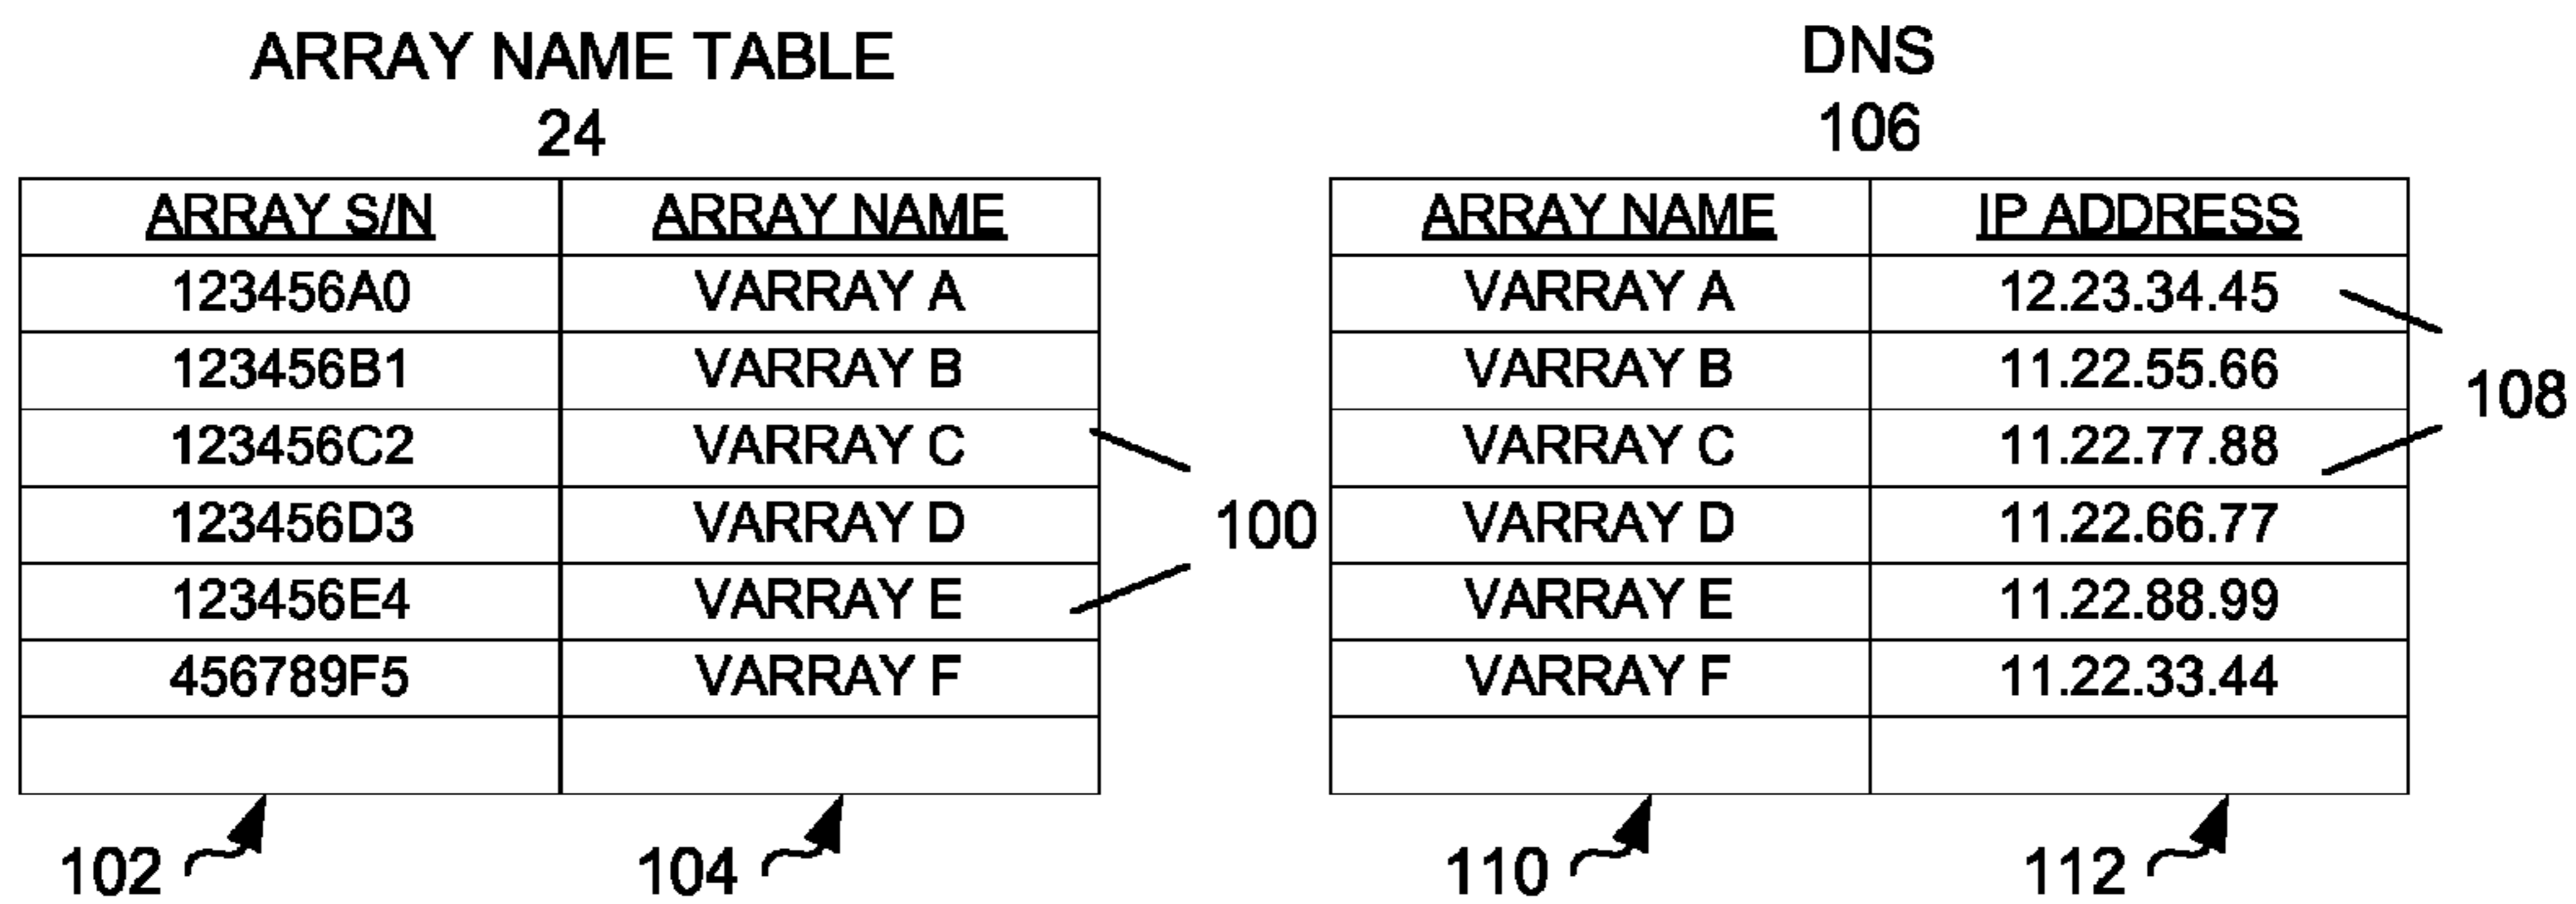 ARRAY NAME TABLE
24
ARRAY S/N ARRAY NAME
123456A0 VARRAY A
123456B1 VARRAY B
123456C2 VARRAY C
123456D3 VARRAY D
123456E4 VARRAY E
456789F5 VARRAY F
100
102 104
DNS
106
ARRAY NAME IP ADDRESS
VARRAY A 12.23.34.45
VARRAY B 11.22.55.66
VARRAY C 11.22.77.88
VARRAY D 11.22.66.77
VARRAY E 11.22.88.99
VARRAY F 11.22.33.44
108
110 112